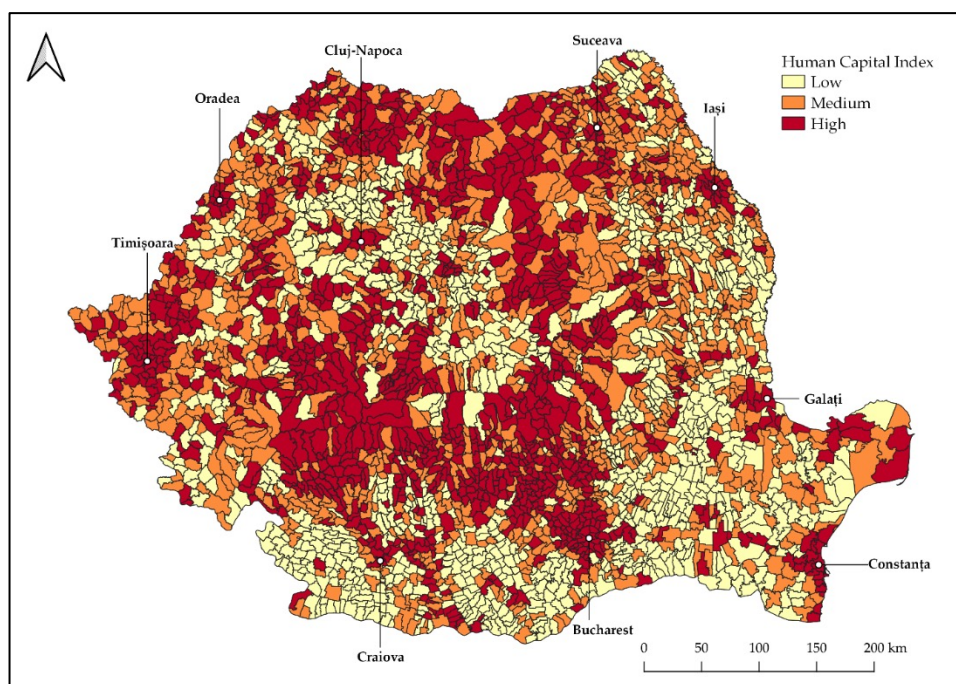 Suceava
Cluj-Napoca
Human Capital Index
Low
Medium
High
Oradea
Iași
Timișoara
Galați
Constanța
Bucharest
Craiova
0 50 100 150 200 km